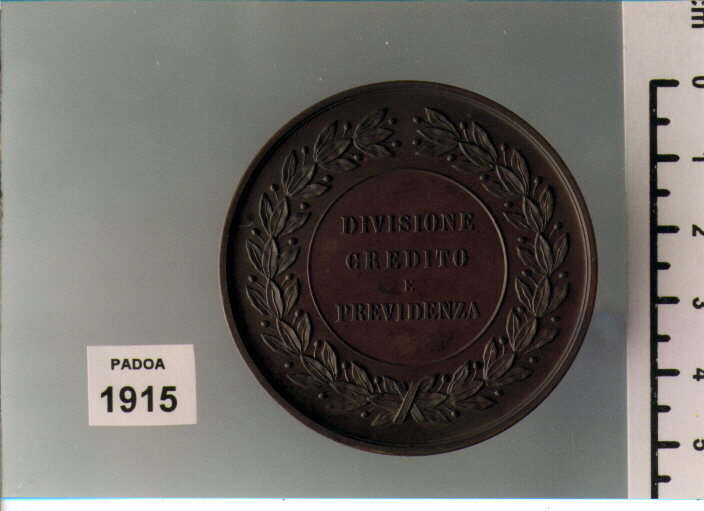 DIVISIONE
CREDITO
E
PREVIDENZA
PADOA
1915
cm
0
1
2
3
4
5